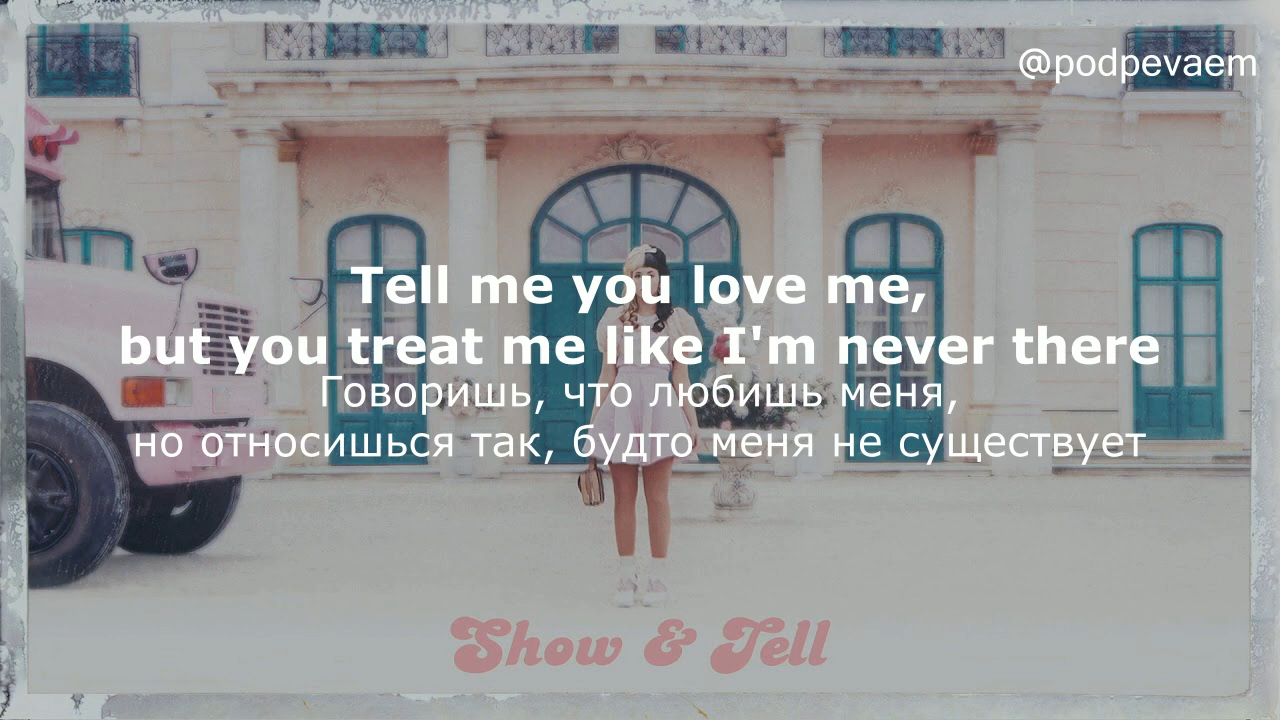 @podpevaem
Tell me you love me,
but you treat me like I'm never there
Говоришь, что любишь меня,
но относишься так, будто меня не существует
Show & Tell